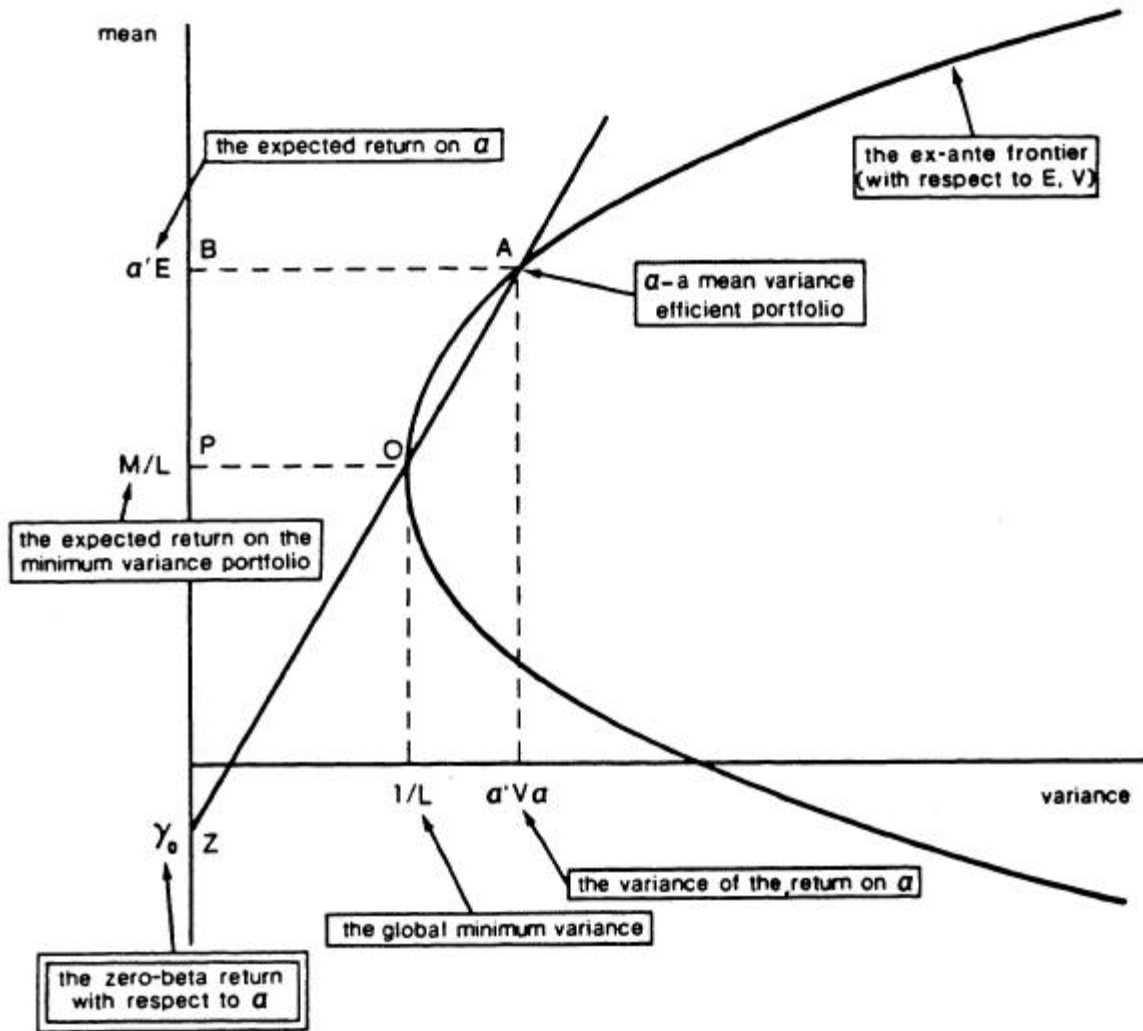 mean
the expected return on α
the ex-ante frontier
(with respect to E, V)
α'E
B
A
α-a mean variance
efficient portfolio
P
O
M/L
the expected return on the
minimum variance portfolio
1/L
α'Vα
variance
γ₀
Z
the variance of the return on α
the global minimum variance
the zero-beta return
with respect to α